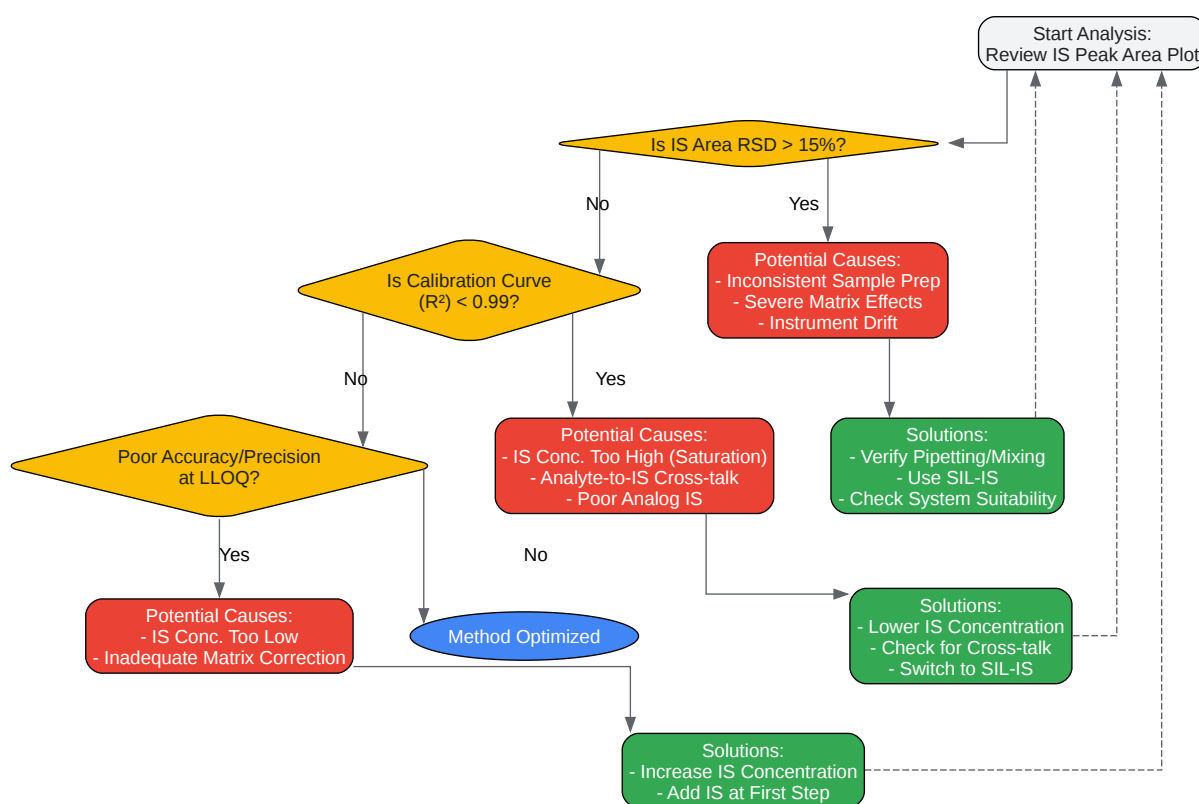 Start Analysis:
Review IS Peak Area Plot
Is IS Area RSD > 15%?
No
Yes
Is Calibration Curve
(R²) < 0.99?
Potential Causes:
- Inconsistent Sample Prep
- Severe Matrix Effects
- Instrument Drift
No
Yes
Poor Accuracy/Precision
at LLOQ?
Potential Causes:
- IS Conc. Too High (Saturation)
- Analyte-to-IS Cross-talk
- Poor Analog IS
Solutions:
- Verify Pipetting/Mixing
- Use SIL-IS
- Check System Suitability
Yes
No
Potential Causes:
- IS Conc. Too Low
- Inadequate Matrix Correction
Method Optimized
Solutions:
- Lower IS Concentration
- Check for Cross-talk
- Switch to SIL-IS
Solutions:
- Increase IS Concentration
- Add IS at First Step